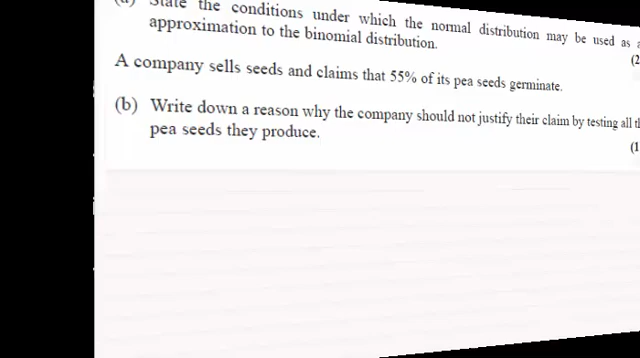 State the conditions under which the normal distribution may be used as
approximation to the binomial distribution.
(2
A company sells seeds and claims that 55% of its pea seeds germinate.
(b) Write down a reason why the company should not justify their claim by testing all
pea seeds they produce.
(1